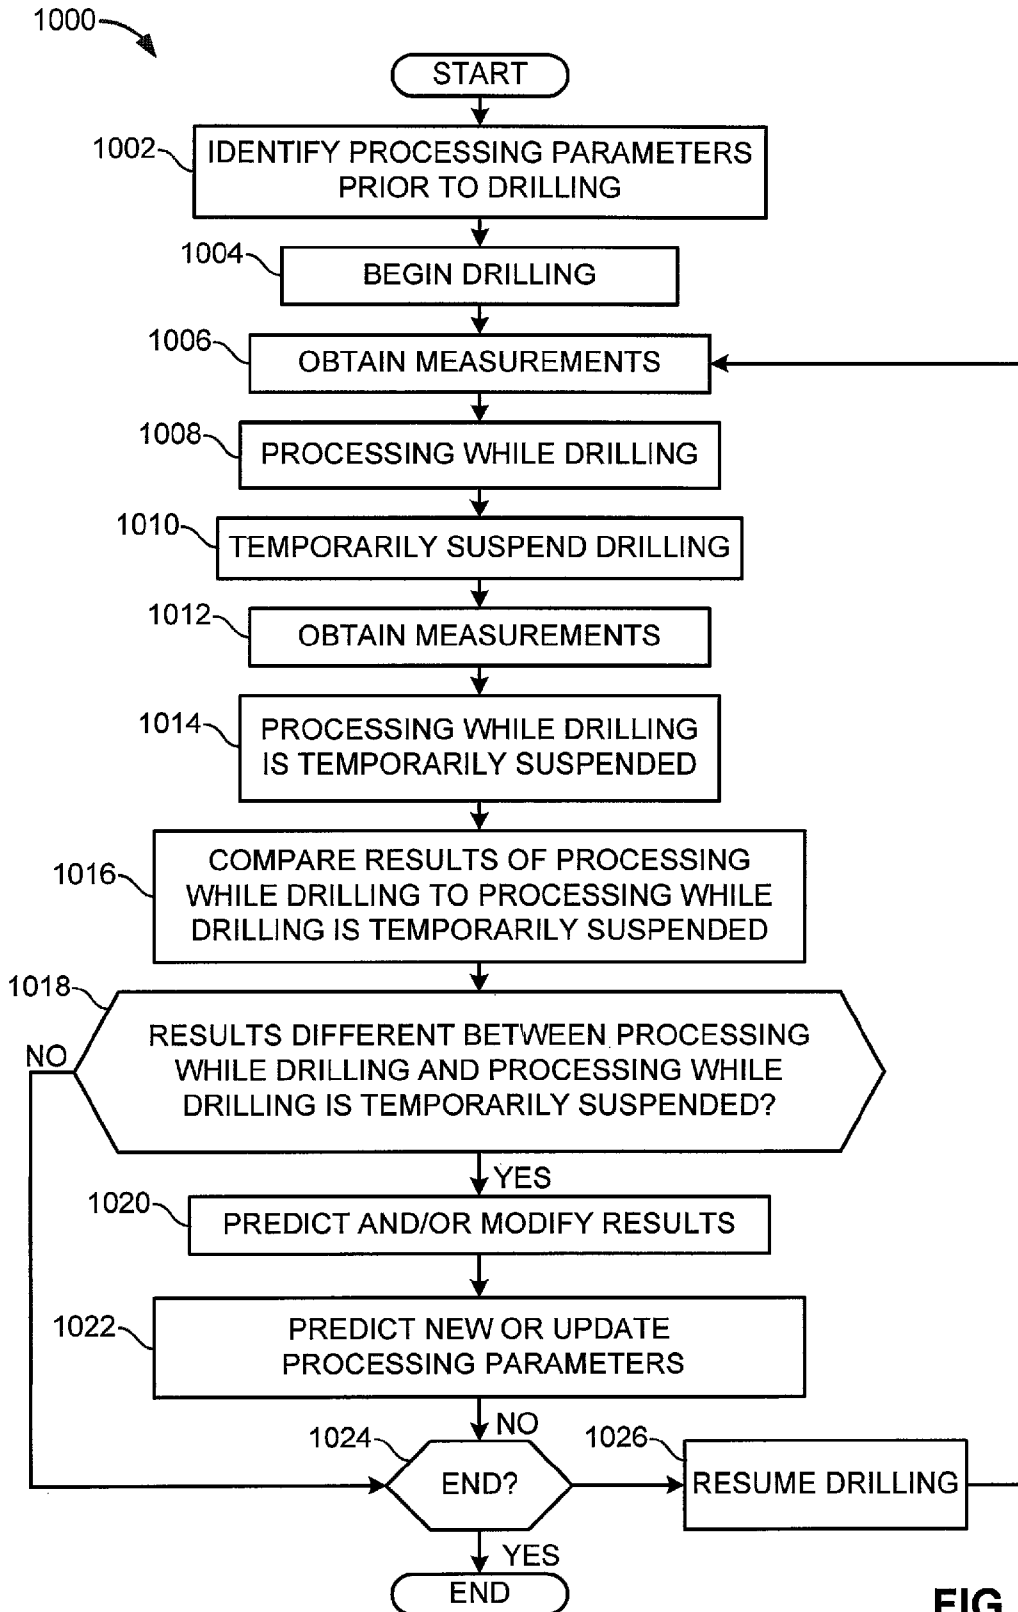 1000
START
1002
IDENTIFY PROCESSING PARAMETERS
PRIOR TO DRILLING
1004
BEGIN DRILLING
1006
OBTAIN MEASUREMENTS
1008
PROCESSING WHILE DRILLING
1010
TEMPORARILY SUSPEND DRILLING
1012
OBTAIN MEASUREMENTS
1014
PROCESSING WHILE DRILLING
IS TEMPORARILY SUSPENDED
1016
COMPARE RESULTS OF PROCESSING
WHILE DRILLING TO PROCESSING WHILE
DRILLING IS TEMPORARILY SUSPENDED
1018
RESULTS DIFFERENT BETWEEN PROCESSING
WHILE DRILLING AND PROCESSING WHILE
DRILLING IS TEMPORARILY SUSPENDED?
NO
YES
1020
PREDICT AND/OR MODIFY RESULTS
1022
PREDICT NEW OR UPDATE
PROCESSING PARAMETERS
NO
1024
END?
1026
RESUME DRILLING
YES
END
FIG